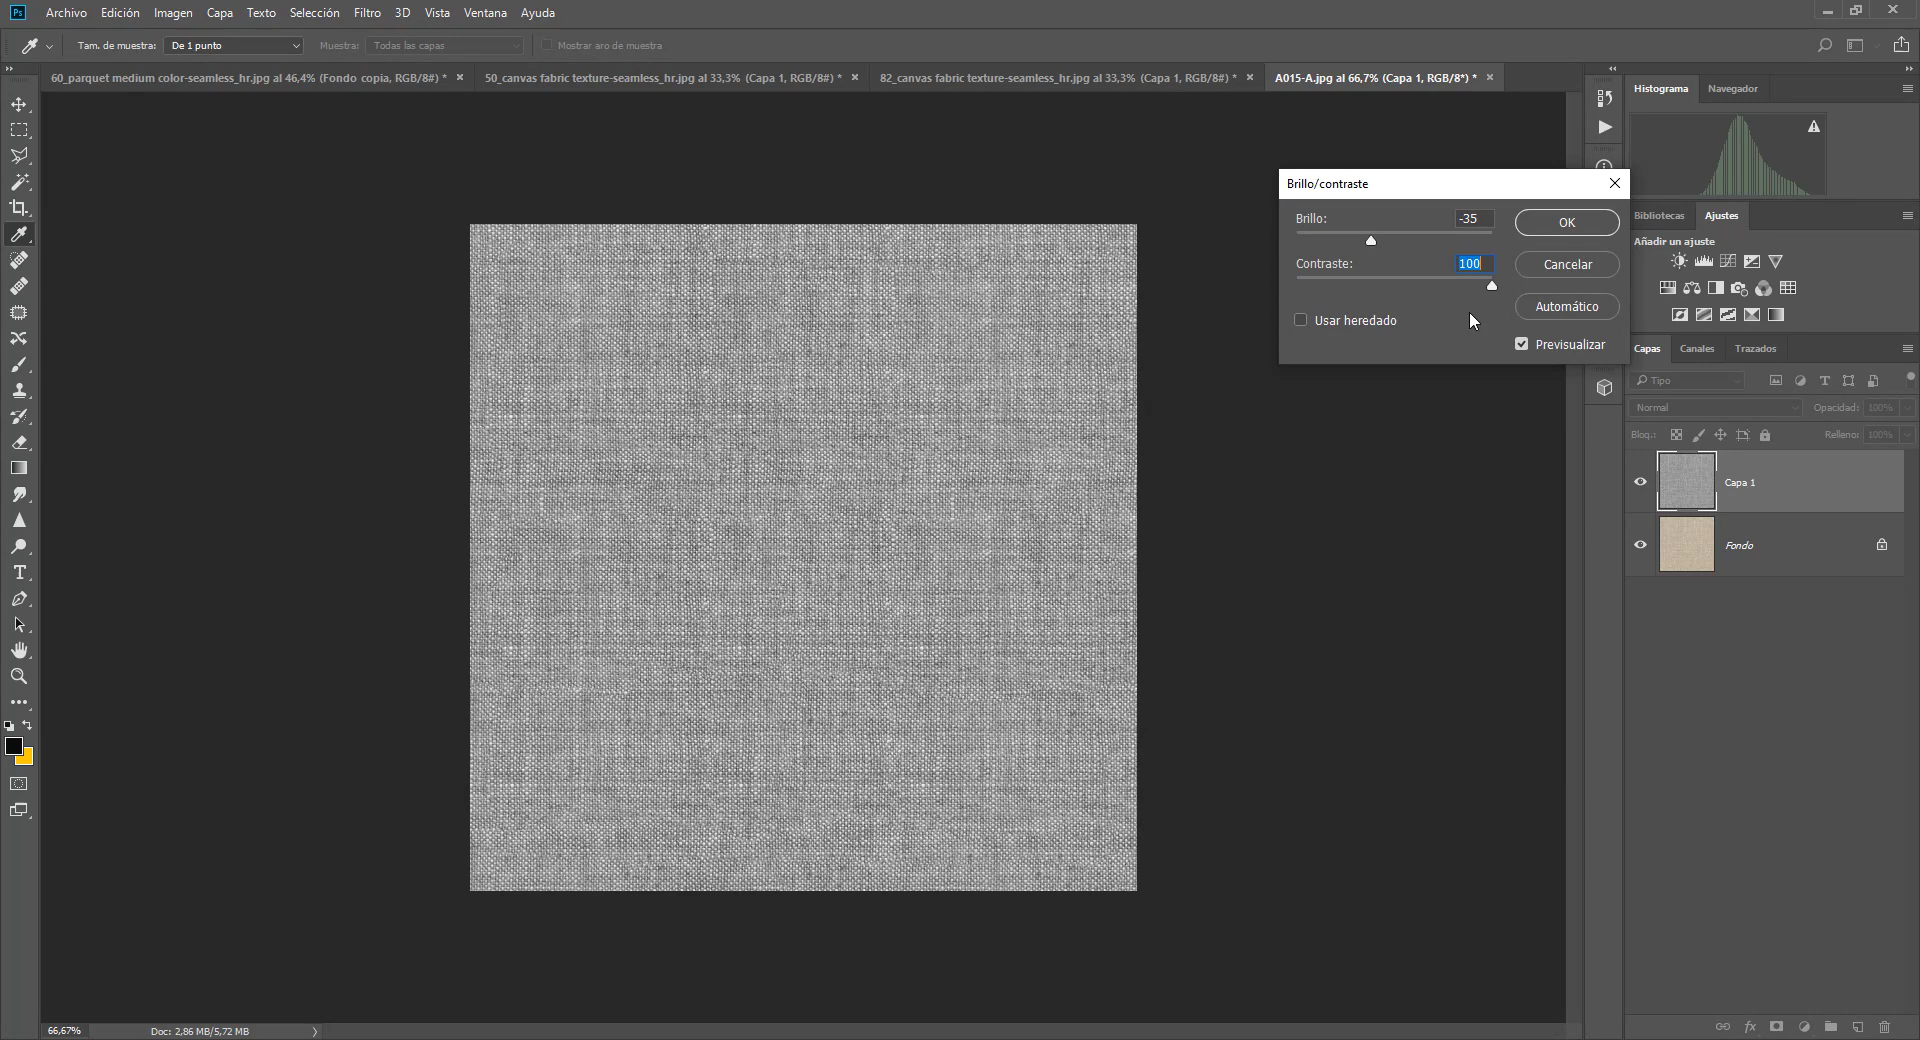 Ps Archivo Edición Imagen Capa Texto Selección Filtro 3D Vista Ventana Ayuda
Tam. de muestra: De 1 punto Muestra: Todas las capas Mostrar aro de muestra
60_parquet medium color-seamless_hr.jpg al 46,4% (Fondo copia, RGB/8#) * 50_canvas fabric texture-seamless_hr.jpg al 33,3% (Capa 1, RGB/8#) * 82_canvas fabric texture-seamless_hr.jpg al 33,3% (Capa 1, RGB/8#) * A015-A.jpg al 66,7% (Capa 1, RGB/8*) *
Histograma Navegador
Brillo/contraste
Brillo: -35 OK
Contraste: 100 Cancelar
Automático
Usar heredado
Previsualizar
Bibliotecas Ajustes
Añadir un ajuste
Capas Canales Trazados
Tipo
Normal Opacidad: 100%
Bloq.: Relleno: 100%
Capa 1
Fondo
66,67% Doc: 2,86 MB/5,72 MB